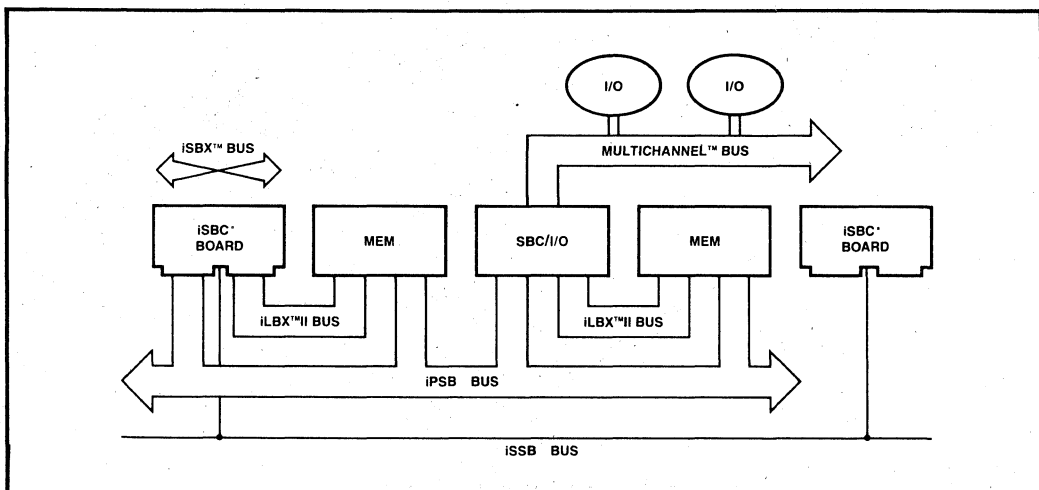 I/O I/O
iSBX™ BUS
MULTICHANNEL™ BUS
iSBC*
BOARD
MEM
SBC/I/O
MEM
iSBC*
BOARD
iLBX™II BUS
iLBX™II BUS
iPSB BUS
iSSB BUS